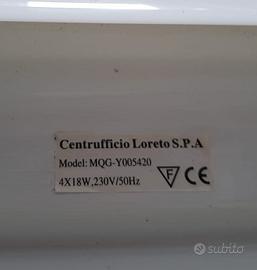 Centrufficio Loreto S.P.A
Model: MQG-Y005420
4X18W,230V/50Hz
F CE
subito